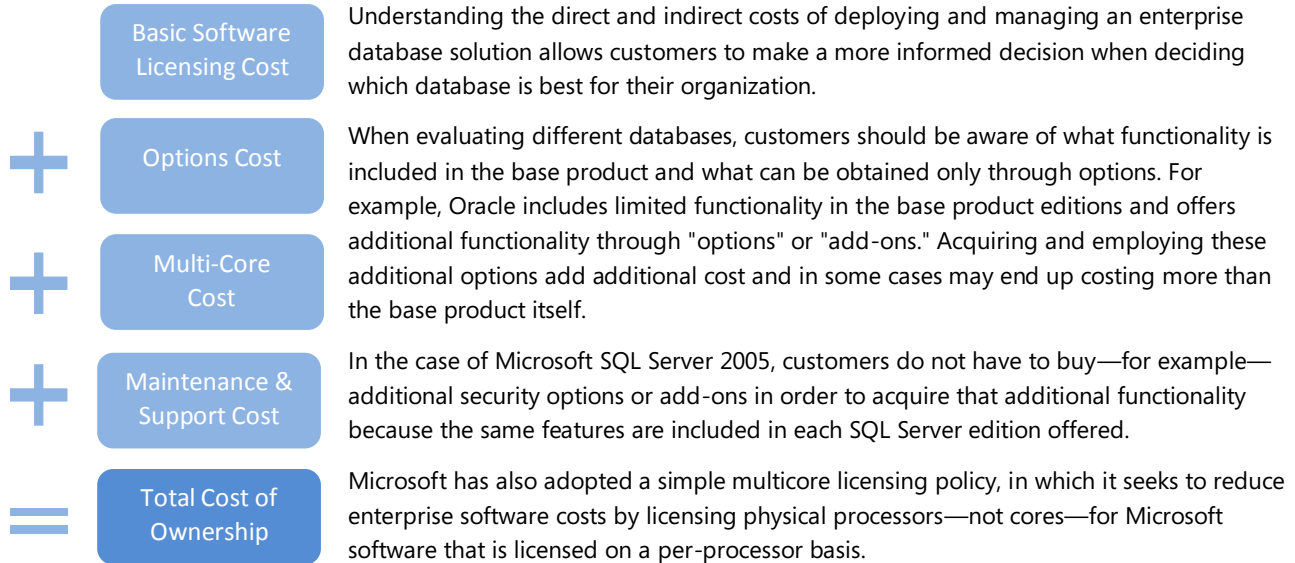 Basic Software
Licensing Cost
Options Cost
Multi-Core
Cost
Maintenance &
Support Cost
Total Cost of
Ownership
Understanding the direct and indirect costs of deploying and managing an enterprise
database solution allows customers to make a more informed decision when deciding
which database is best for their organization.
When evaluating different databases, customers should be aware of what functionality is
included in the base product and what can be obtained only through options. For
example, Oracle includes limited functionality in the base product editions and offers
additional functionality through "options" or "add-ons." Acquiring and employing these
additional options add additional cost and in some cases may end up costing more than
the base product itself.
In the case of Microsoft SQL Server 2005, customers do not have to buy—for example—
additional security options or add-ons in order to acquire that additional functionality
because the same features are included in each SQL Server edition offered.
Microsoft has also adopted a simple multicore licensing policy, in which it seeks to reduce
enterprise software costs by licensing physical processors—not cores—for Microsoft
software that is licensed on a per-processor basis.